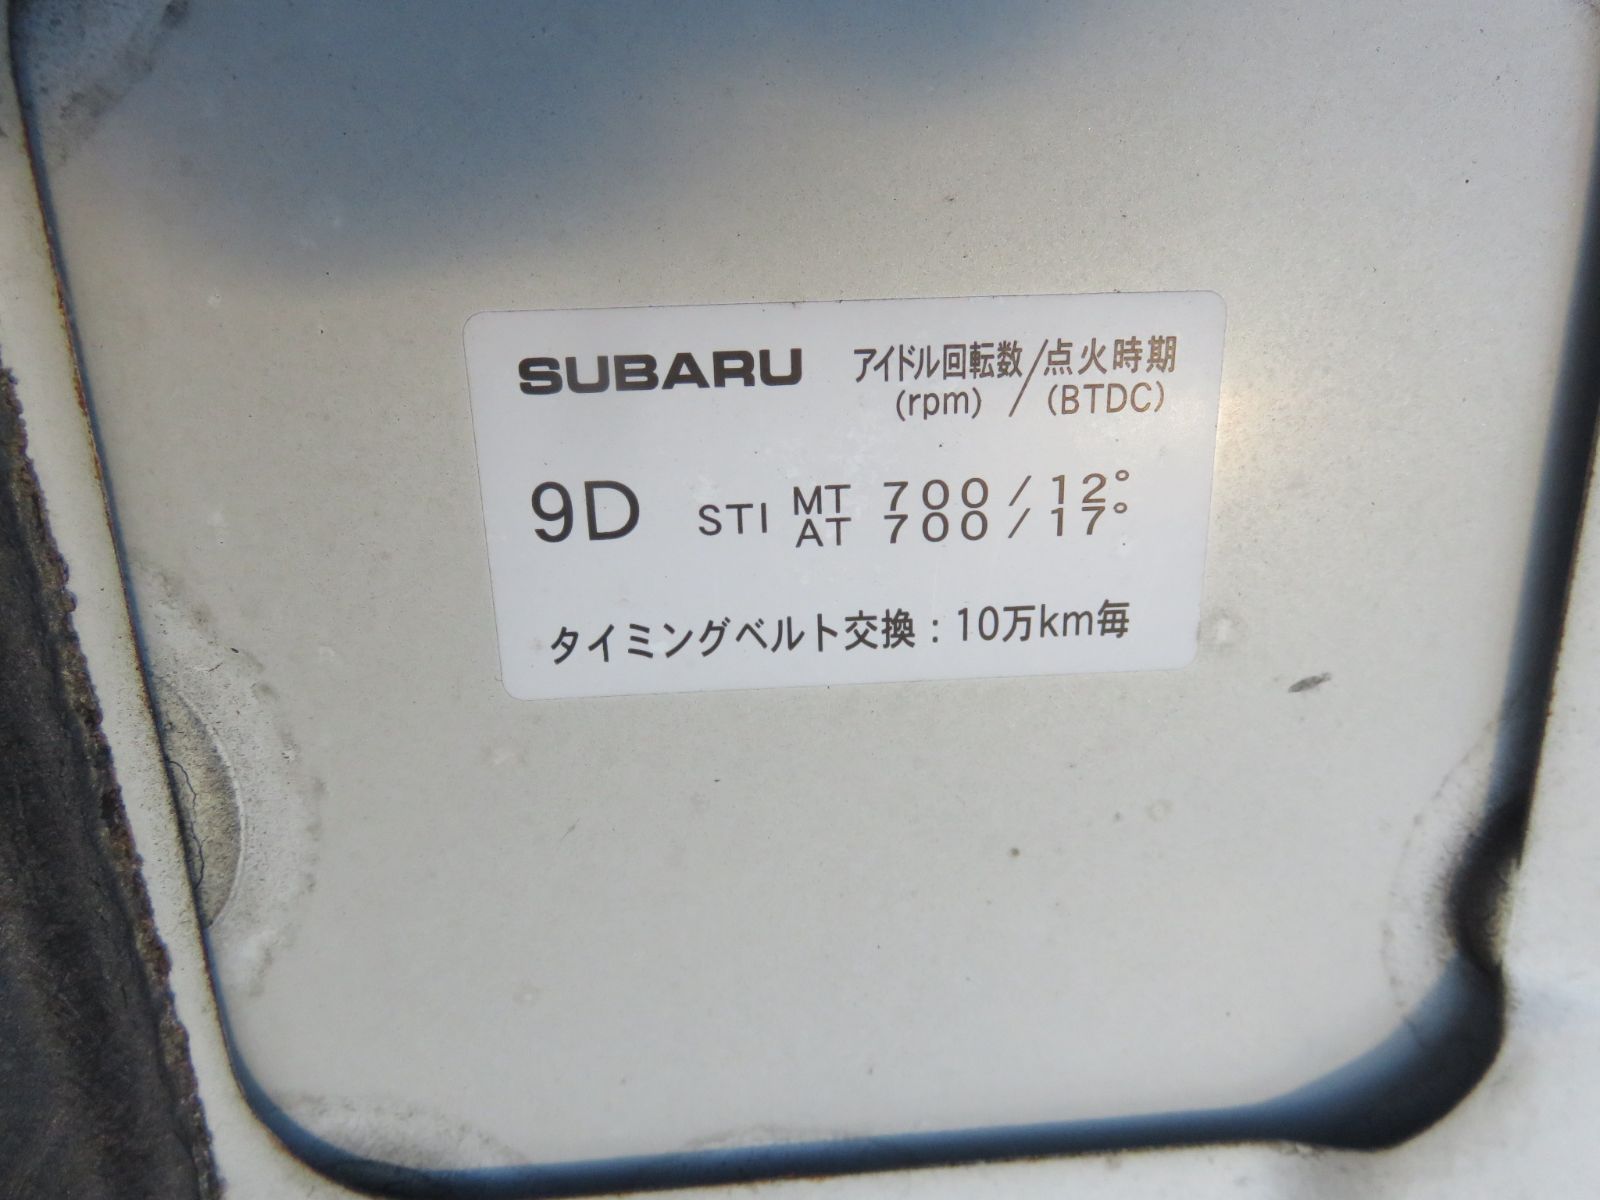 SUBARU アイドル回転数/点火時期
(rpm) / (BTDC)
9D STI MT 700/12°
AT 700/17°
タイミングベルト交換:10万km毎